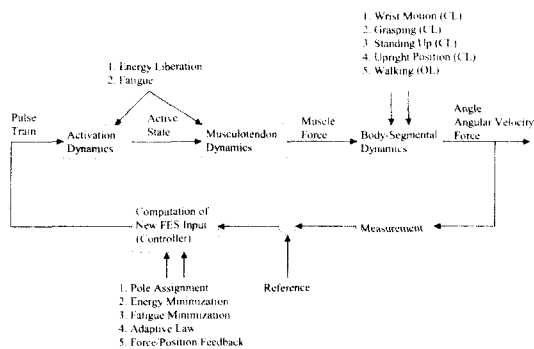 1. Wrist Motion (CL)
2. Grasping (CL)
3. Standing Up (CL)
4. Upright Position (CL)
5. Walking (OL)
1. Energy Liberation
2. Fatigue
Pulse
Train
Activation
Dynamics
Active
State
Musculotendon
Dynamics
Muscle
Force
Body-Segmental
Dynamics
Angle
Angular Velocity
Force
Computation of
New FES Input
(Controller)
Measurement
Reference
1. Pole Assignment
2. Energy Minimization
3. Fatigue Minimization
4. Adaptive Law
5. Force/Position Feedback